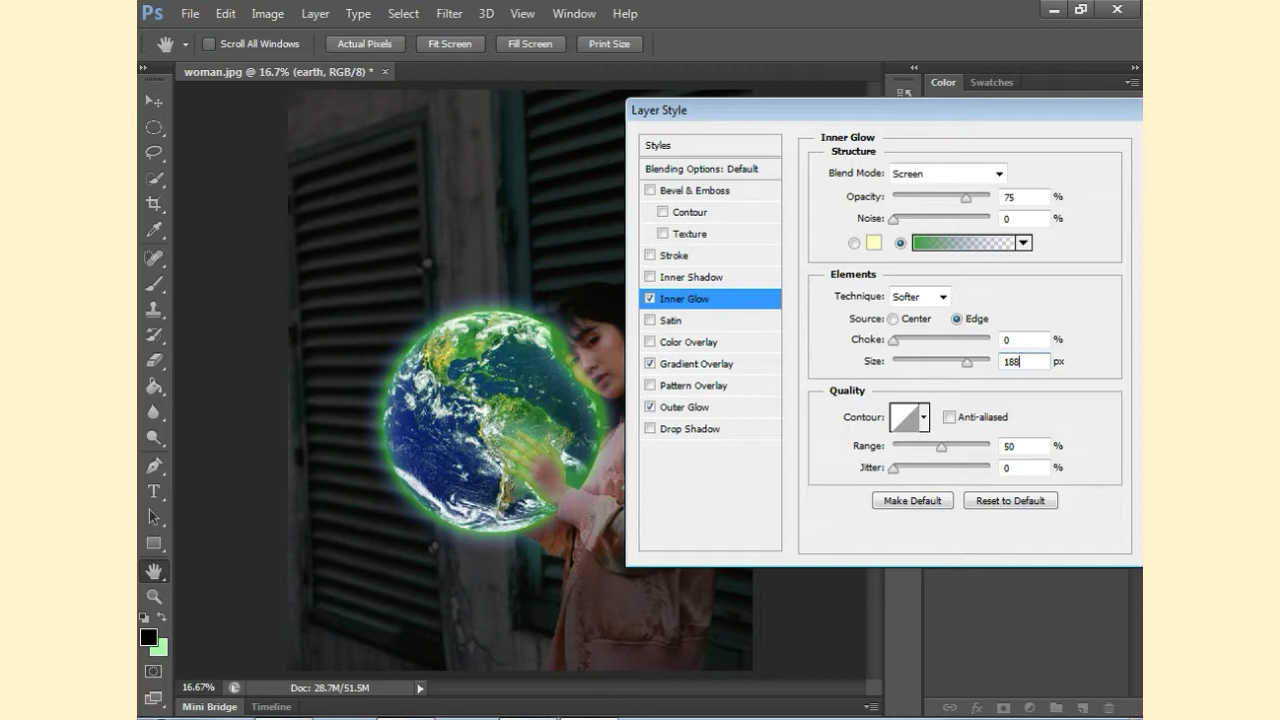 Ps File Edit Image Layer Type Select Filter 3D View Window Help
Scroll All Windows Actual Pixels Fit Screen Fill Screen Print Size
woman.jpg @ 16.7% (earth, RGB/8) * ×
Color Swatches
Layer Style
Styles
Blending Options: Default
Bevel & Emboss
Contour
Texture
Stroke
Inner Shadow
Inner Glow
Satin
Color Overlay
Gradient Overlay
Pattern Overlay
Outer Glow
Drop Shadow
Inner Glow
Structure
Blend Mode: Screen
Opacity: 75 %
Noise: 0 %
Elements
Technique: Softer
Source: Center Edge
Choke: 0 %
Size: 188 px
Quality
Contour: Anti-aliased
Range: 50 %
Jitter: 0 %
Make Default Reset to Default
16.67% Doc: 28.7M/51.5M
Mini Bridge Timeline